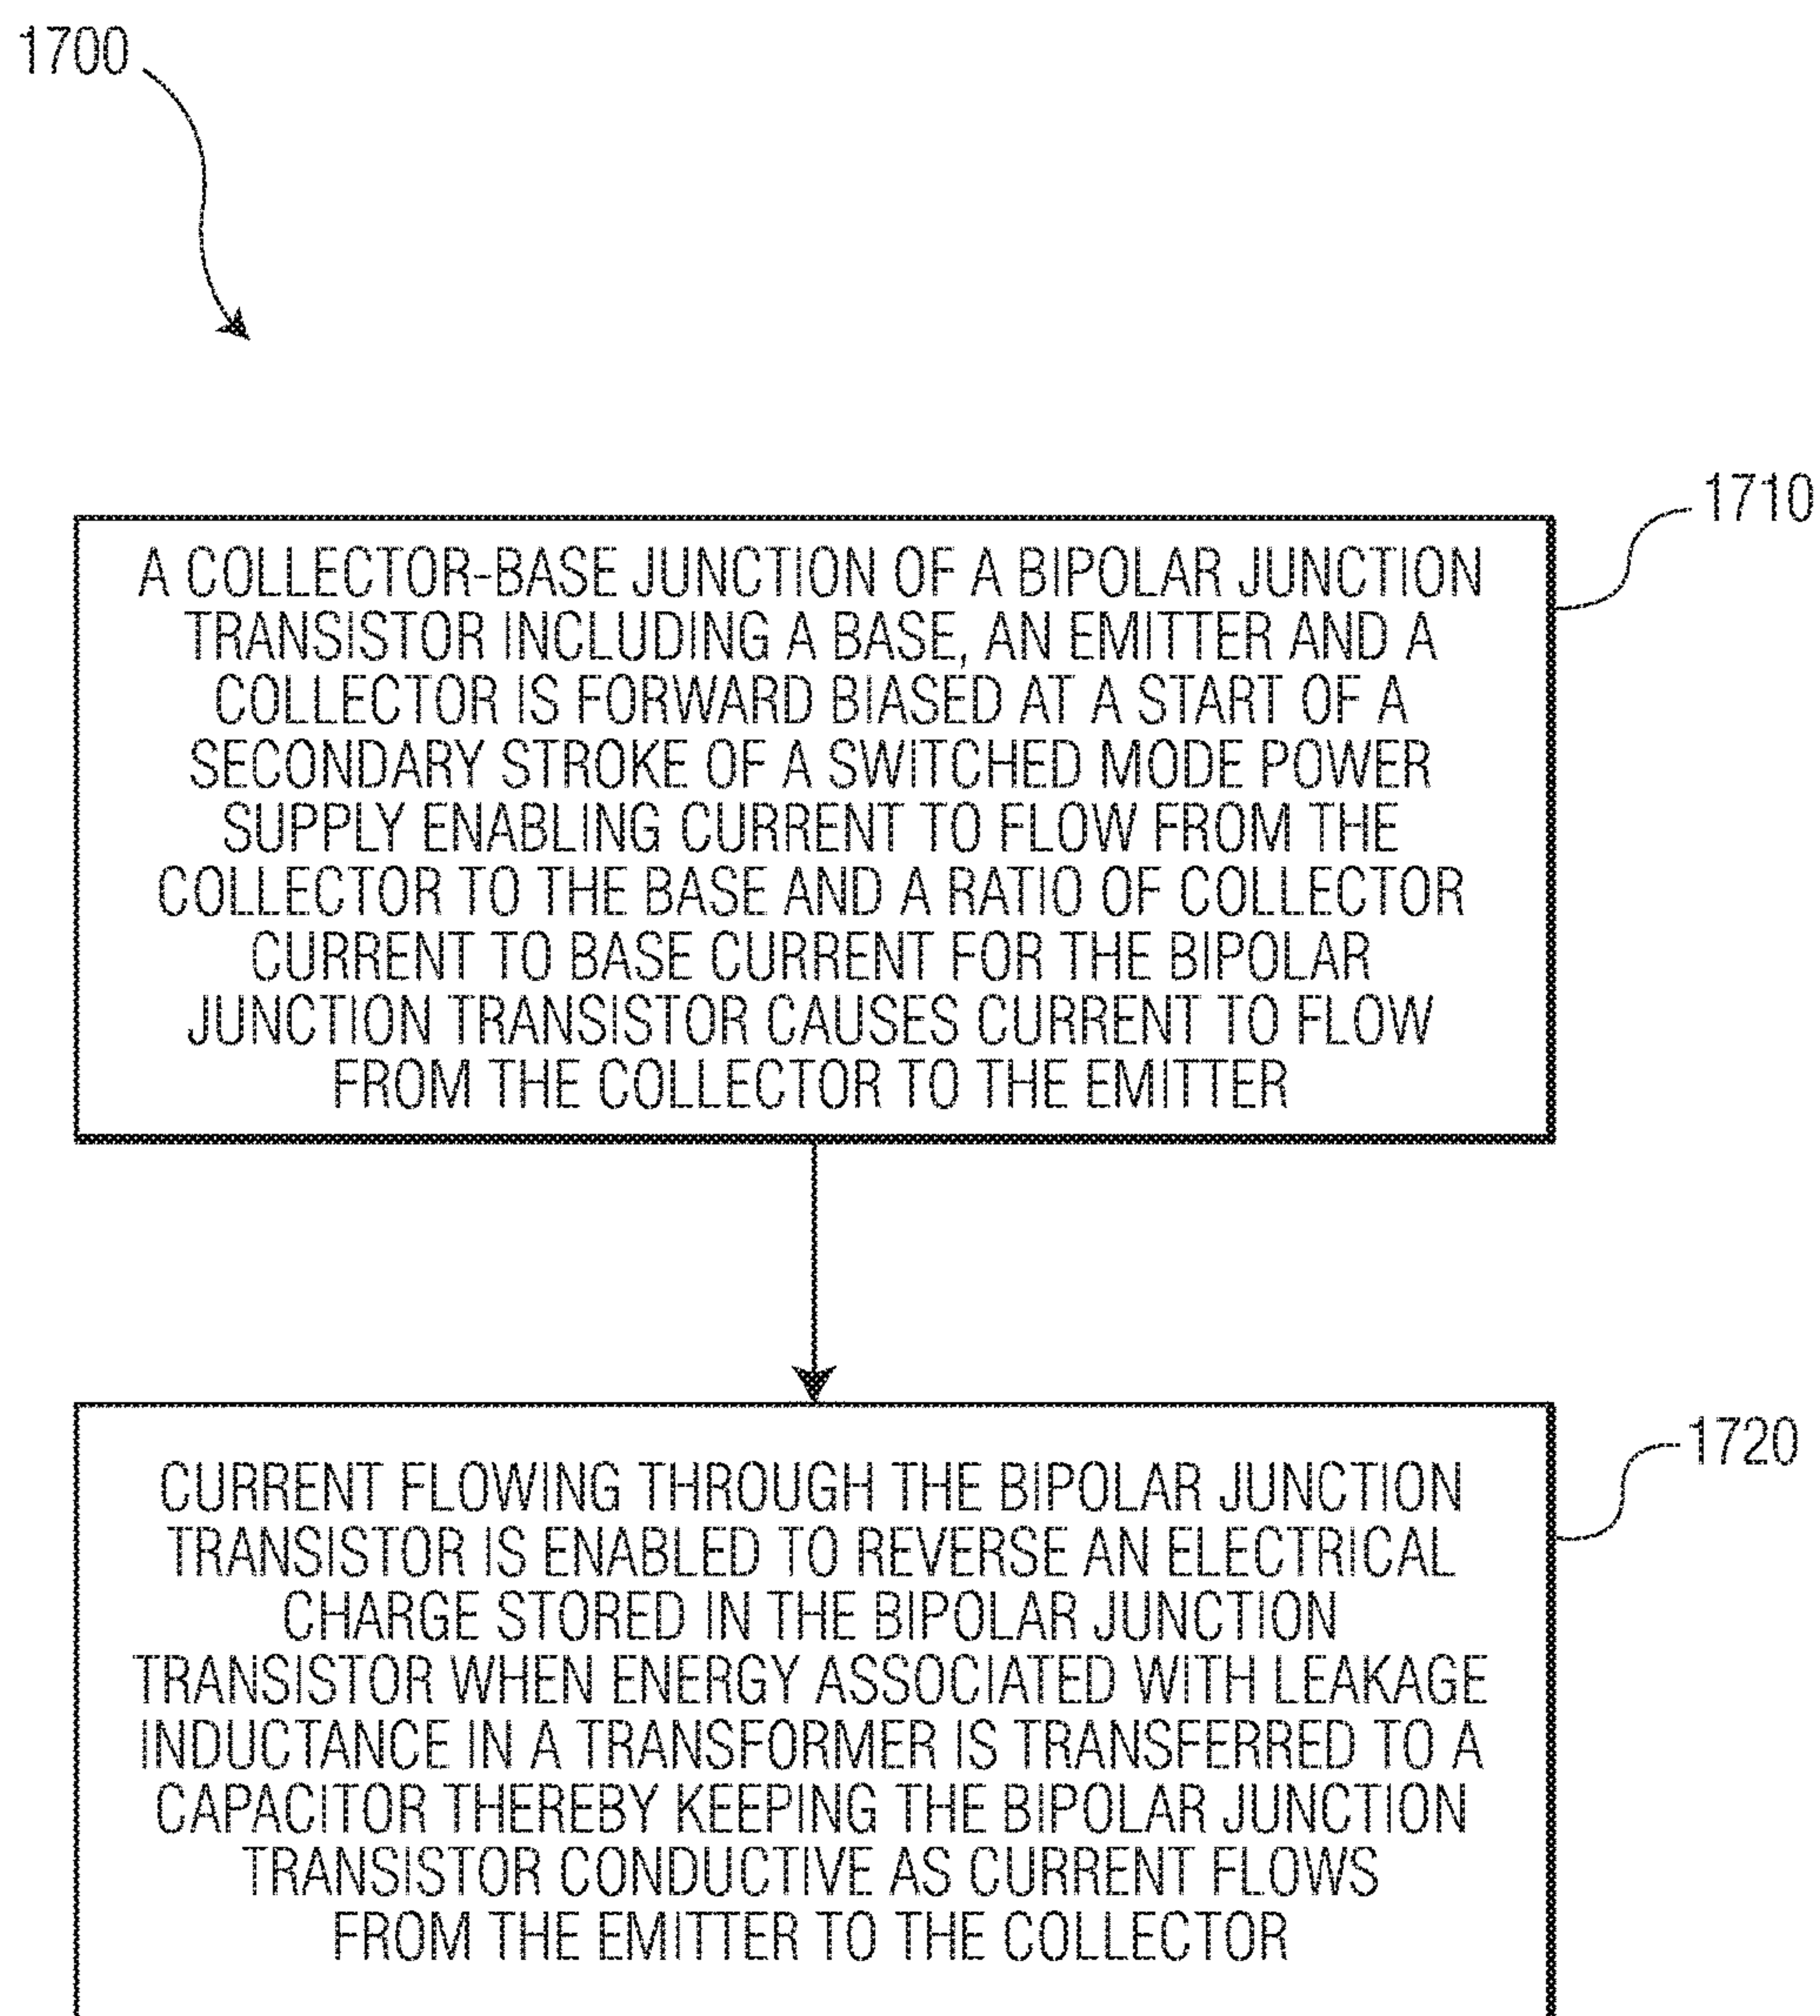 1700
1710
A COLLECTOR-BASE JUNCTION OF A BIPOLAR JUNCTION
TRANSISTOR INCLUDING A BASE, AN EMITTER AND A
COLLECTOR IS FORWARD BIASED AT A START OF A
SECONDARY STROKE OF A SWITCHED MODE POWER
SUPPLY ENABLING CURRENT TO FLOW FROM THE
COLLECTOR TO THE BASE AND A RATIO OF COLLECTOR
CURRENT TO BASE CURRENT FOR THE BIPOLAR
JUNCTION TRANSISTOR CAUSES CURRENT TO FLOW
FROM THE COLLECTOR TO THE EMITTER
1720
CURRENT FLOWING THROUGH THE BIPOLAR JUNCTION
TRANSISTOR IS ENABLED TO REVERSE AN ELECTRICAL
CHARGE STORED IN THE BIPOLAR JUNCTION
TRANSISTOR WHEN ENERGY ASSOCIATED WITH LEAKAGE
INDUCTANCE IN A TRANSFORMER IS TRANSFERRED TO A
CAPACITOR THEREBY KEEPING THE BIPOLAR JUNCTION
TRANSISTOR CONDUCTIVE AS CURRENT FLOWS
FROM THE EMITTER TO THE COLLECTOR